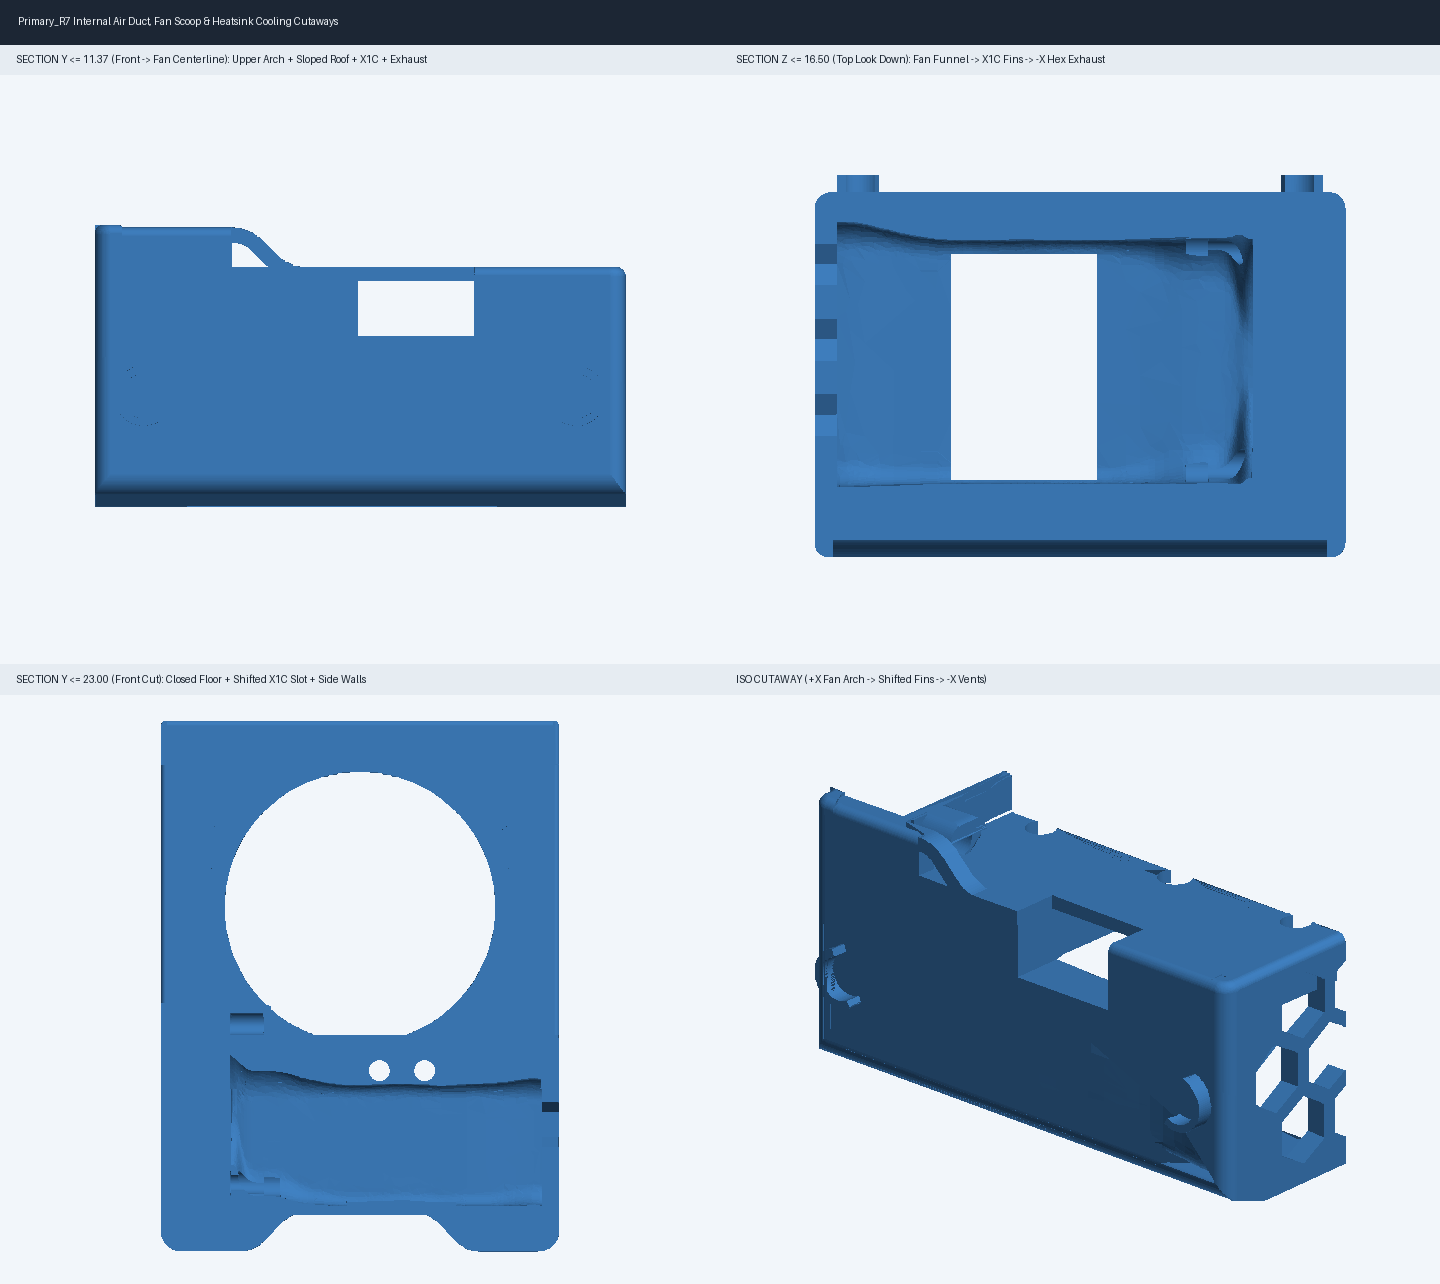 Primary_R7 Internal Air Duct, Fan Scoop & Heatsink Cooling Cutaways
SECTION Y <= 11.37 (Front -> Fan Centerline): Upper Arch + Sloped Roof + X1C + Exhaust
SECTION Z <= 16.50 (Top Look Down): Fan Funnel -> X1C Fins -> -X Hex Exhaust
SECTION Y <= 23.00 (Front Cut): Closed Floor + Shifted X1C Slot + Side Walls
ISO CUTAWAY (+X Fan Arch -> Shifted Fins -> -X Vents)